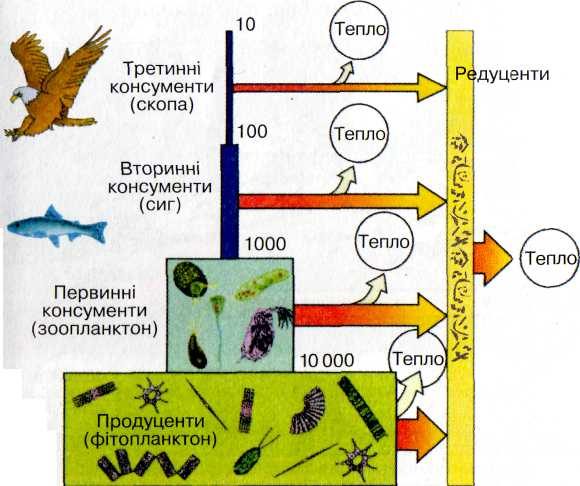 10
Тепло
Третинні
консументи
(скопа)
Редуценти
100
Тепло
Вторинні
консументи
(сиг)
1000
Тепло
Тепло
Первинні
консументи
(зоопланктон)
10 000
Тепло
Продуценти
(фітопланктон)